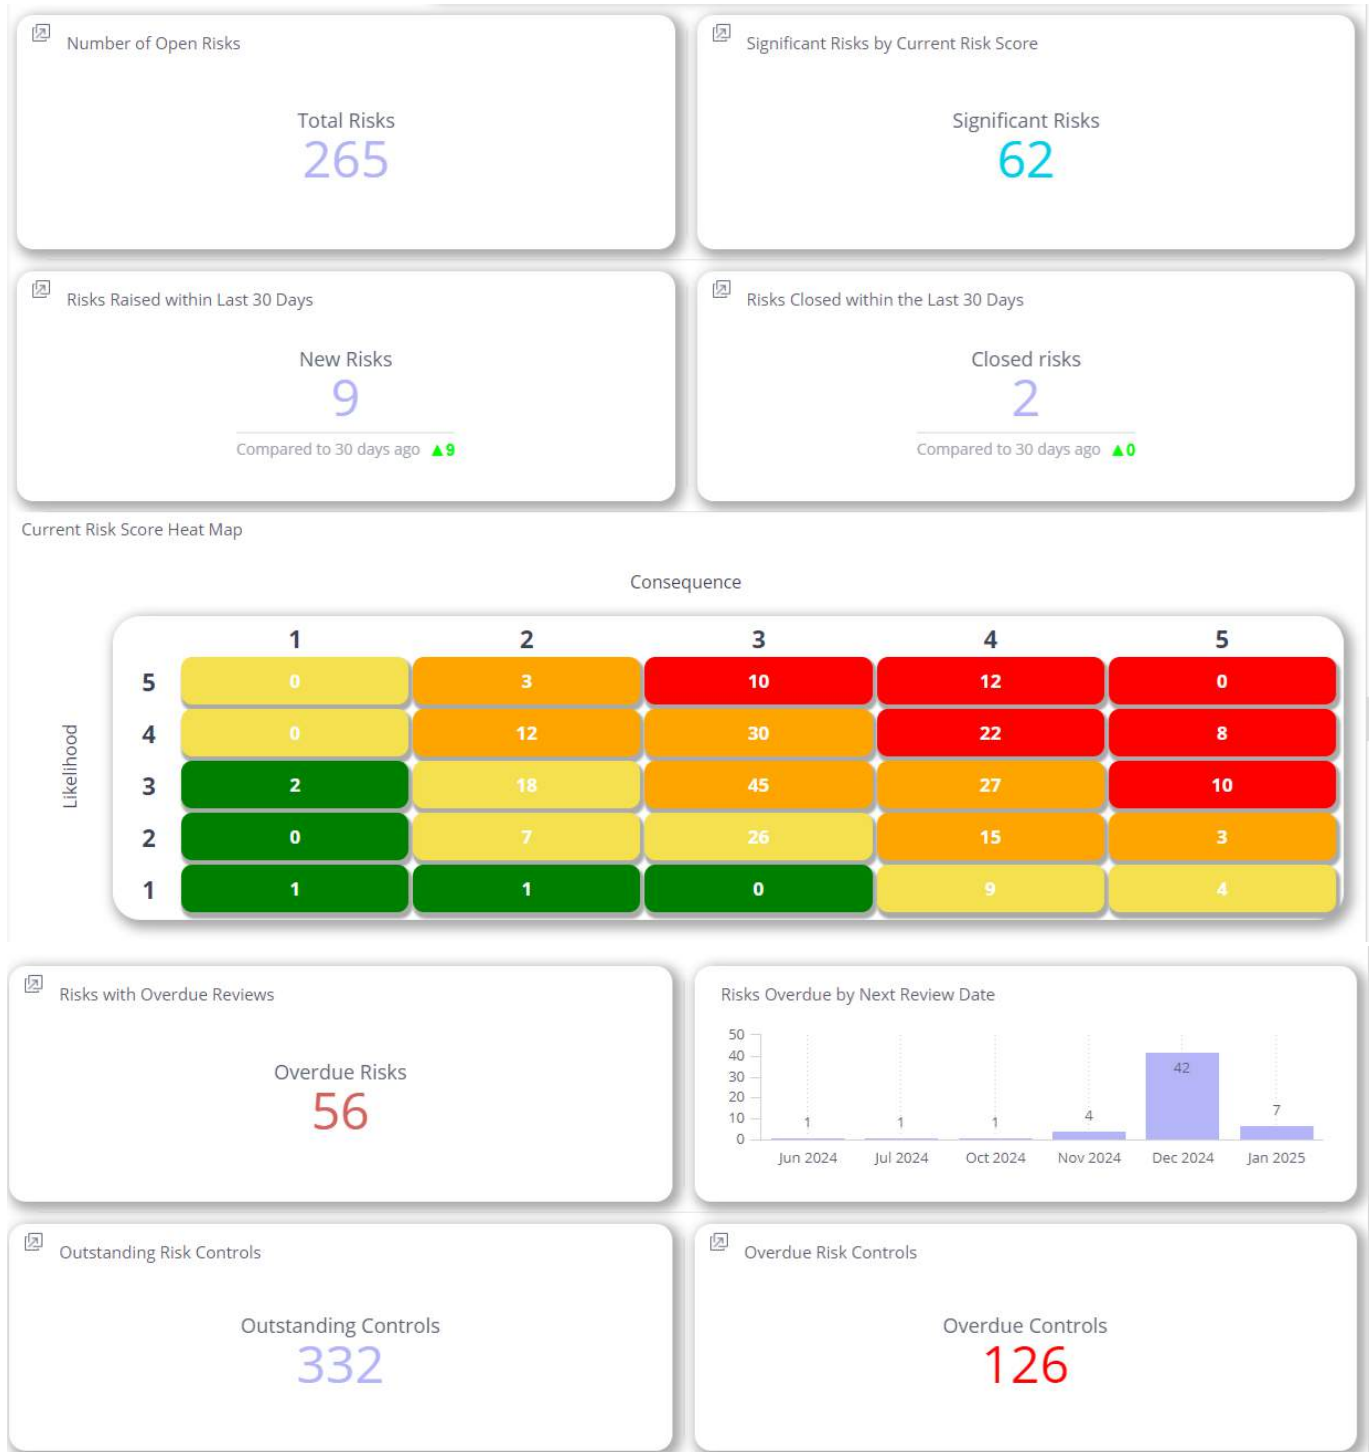 Number of Open Risks
Total Risks
265
Significant Risks by Current Risk Score
Significant Risks
62
Risks Raised within Last 30 Days
New Risks
9
Compared to 30 days ago ▲9
Risks Closed within the Last 30 Days
Closed risks
2
Compared to 30 days ago ▲0
Current Risk Score Heat Map
Consequence
Likelihood
1 2 3 4 5
5 0 3 10 12 0
4 0 12 30 22 8
3 2 18 45 27 10
2 0 7 26 15 3
1 1 1 0 9 4
Risks with Overdue Reviews
Overdue Risks
56
Risks Overdue by Next Review Date
50
40
30
20
10
0
1 1 1 4 42 7
Jun 2024 Jul 2024 Oct 2024 Nov 2024 Dec 2024 Jan 2025
Outstanding Risk Controls
Outstanding Controls
332
Overdue Risk Controls
Overdue Controls
126